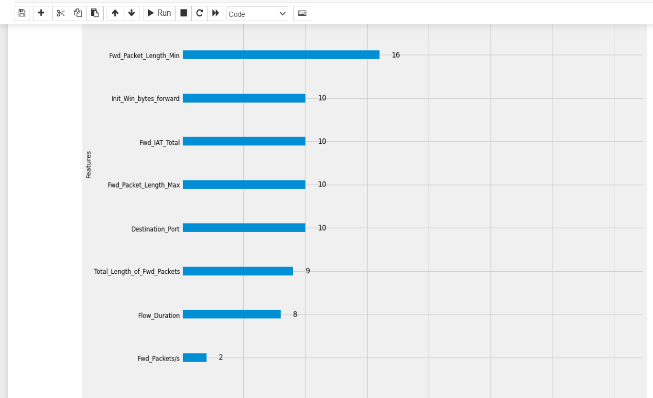 Run
Code
Fwd_Packet_Length_Min 16
Init_Win_bytes_forward 10
Fwd_IAT_Total 10
Features
Fwd_Packet_Length_Max 10
Destination_Port 10
Total_Length_of_Fwd_Packets 9
Flow_Duration 8
Fwd_Packets/s 2